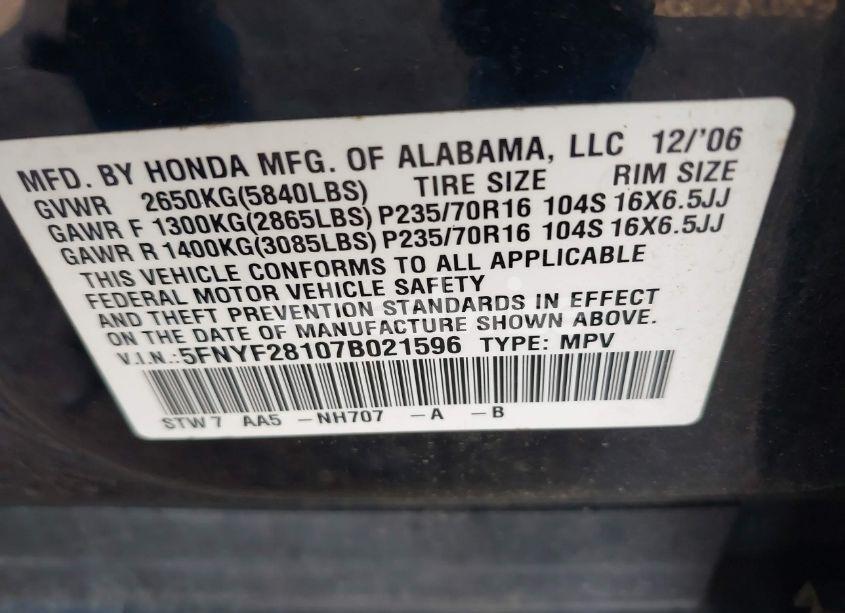 MFD. BY HONDA MFG. OF ALABAMA, LLC 12/'06
GVWR 2650KG(5840LBS) TIRE SIZE RIM SIZE
GAWR F 1300KG(2865LBS) P235/70R16 104S 16X6.5JJ
GAWR R 1400KG(3085LBS) P235/70R16 104S 16X6.5JJ
THIS VEHICLE CONFORMS TO ALL APPLICABLE
FEDERAL MOTOR VEHICLE SAFETY
AND THEFT PREVENTION STANDARDS IN EFFECT
ON THE DATE OF MANUFACTURE SHOWN ABOVE.
V.I.N.:5FNYF28107B021596 TYPE: MPV
STW7 AA5 -NH707 -A -B